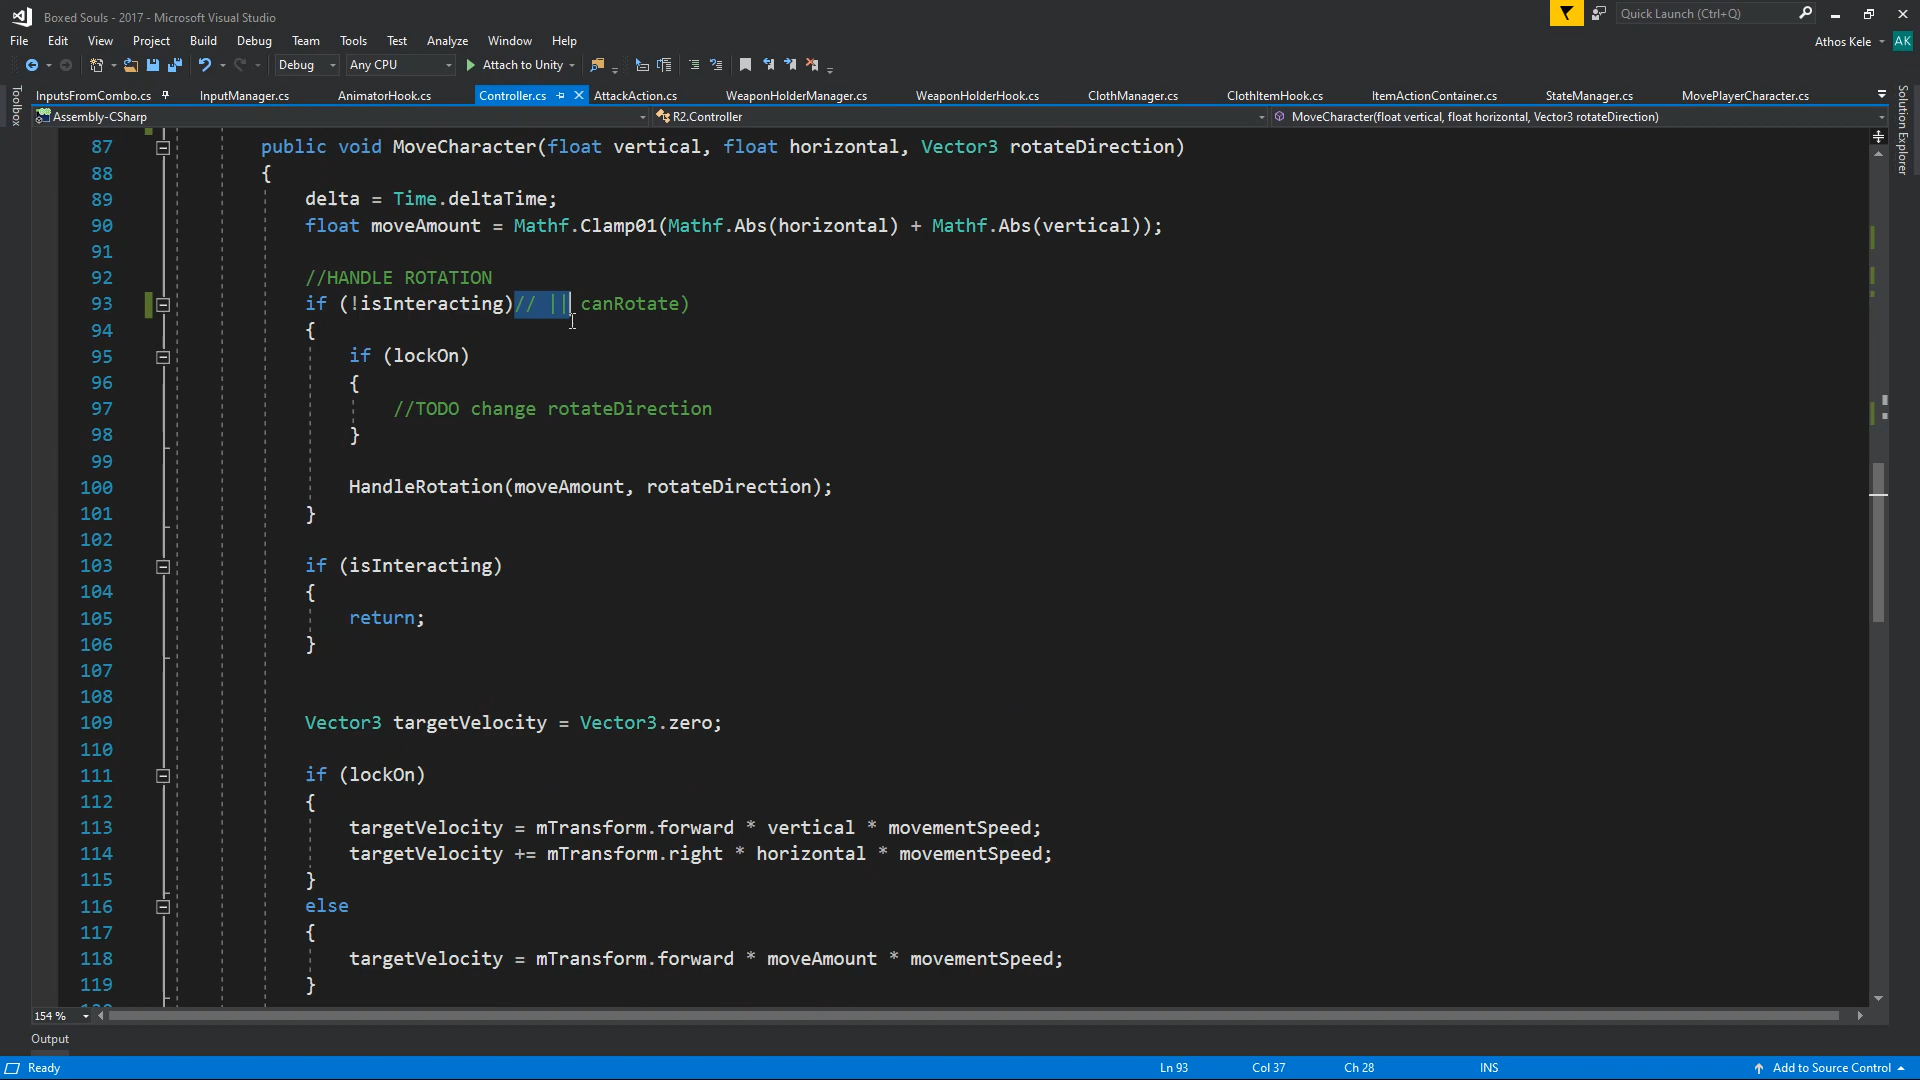 Boxed Souls - 2017 - Microsoft Visual Studio
Quick Launch (Ctrl+Q)
File Edit View Project Build Debug Team Tools Test Analyze Window Help
Athos Kele AK
Debug Any CPU Attach to Unity
Toolbox
InputsFromCombo.cs InputManager.cs AnimatorHook.cs Controller.cs AttackAction.cs WeaponHolderManager.cs WeaponHolderHook.cs ClothManager.cs ClothItemHook.cs ItemActionContainer.cs StateManager.cs MovePlayerCharacter.cs
Solution Explorer
Assembly-CSharp R2.Controller MoveCharacter(float vertical, float horizontal, Vector3 rotateDirection)
87 public void MoveCharacter(float vertical, float horizontal, Vector3 rotateDirection)
88 {
89 delta = Time.deltaTime;
90 float moveAmount = Mathf.Clamp01(Mathf.Abs(horizontal) + Mathf.Abs(vertical));
91
92 //HANDLE ROTATION
93 if (!isInteracting)// || canRotate)
94 {
95 if (lockOn)
96 {
97 //TODO change rotateDirection
98 }
99
100 HandleRotation(moveAmount, rotateDirection);
101 }
102
103 if (isInteracting)
104 {
105 return;
106 }
107
108
109 Vector3 targetVelocity = Vector3.zero;
110
111 if (lockOn)
112 {
113 targetVelocity = mTransform.forward * vertical * movementSpeed;
114 targetVelocity += mTransform.right * horizontal * movementSpeed;
115 }
116 else
117 {
118 targetVelocity = mTransform.forward * moveAmount * movementSpeed;
119 }
154 %
Output
Ready Ln 93 Col 37 Ch 28 INS Add to Source Control